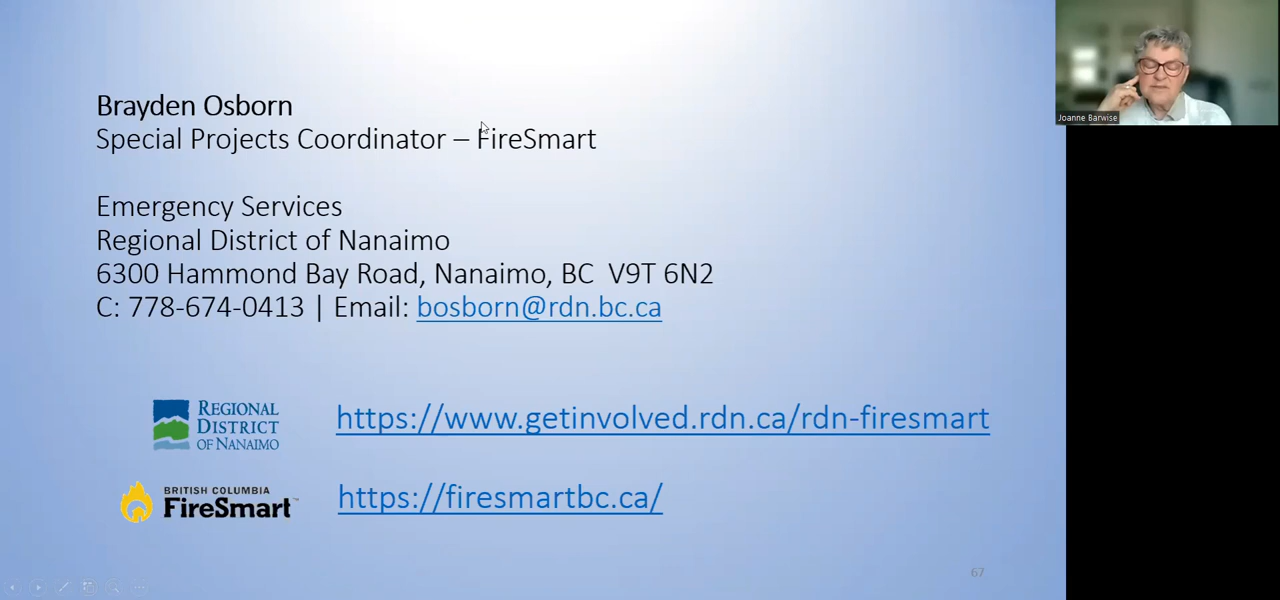 Brayden Osborn
Special Projects Coordinator – FireSmart
Emergency Services
Regional District of Nanaimo
6300 Hammond Bay Road, Nanaimo, BC  V9T 6N2
C: 778-674-0413 | Email: bosborn@rdn.bc.ca
REGIONAL
DISTRICT
OF NANAIMO
https://www.getinvolved.rdn.ca/rdn-firesmart
BRITISH COLUMBIA
FireSmart™
https://firesmartbc.ca/
67
Joanne Barwise